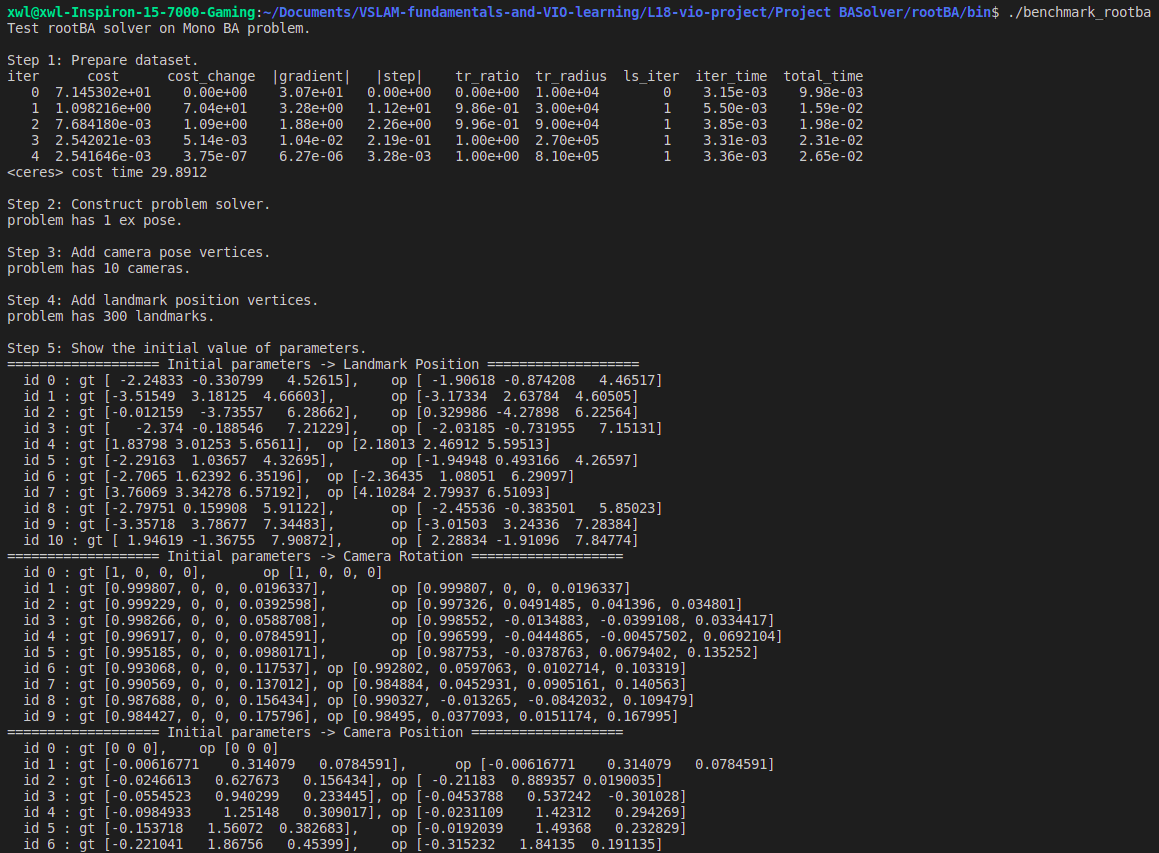 xwl@xwl-Inspiron-15-7000-Gaming:~/Documents/VSLAM-fundamentals-and-VIO-learning/L18-vio-project/Project BASolver/rootBA/bin$ ./benchmark_rootba
Test rootBA solver on Mono BA problem.

Step 1: Prepare dataset.
iter      cost      cost_change  |gradient|   |step|    tr_ratio  tr_radius  ls_iter  iter_time  total_time
   0  7.145302e+01    0.00e+00    3.07e+01   0.00e+00   0.00e+00  1.00e+04        0    3.15e-03    9.98e-03
   1  1.098216e+00    7.04e+01    3.28e+00   1.12e+01   9.86e-01  3.00e+04        1    5.50e-03    1.59e-02
   2  7.684180e-03    1.09e+00    1.88e+00   2.26e+00   9.96e-01  9.00e+04        1    3.85e-03    1.98e-02
   3  2.542021e-03    5.14e-03    1.04e-02   2.19e-01   1.00e+00  2.70e+05        1    3.31e-03    2.31e-02
   4  2.541646e-03    3.75e-07    6.27e-06   3.28e-03   1.00e+00  8.10e+05        1    3.36e-03    2.65e-02
<ceres> cost time 29.8912

Step 2: Construct problem solver.
problem has 1 ex pose.

Step 3: Add camera pose vertices.
problem has 10 cameras.

Step 4: Add landmark position vertices.
problem has 300 landmarks.

Step 5: Show the initial value of parameters.
=================== Initial parameters -> Landmark Position ===================
  id 0 : gt [ -2.24833 -0.330799   4.52615],    op [ -1.90618 -0.874208   4.46517]
  id 1 : gt [-3.51549  3.18125  4.66603],       op [-3.17334  2.63784  4.60505]
  id 2 : gt [-0.012159  -3.73557   6.28662],    op [0.329986 -4.27898  6.22564]
  id 3 : gt [   -2.374 -0.188546   7.21229],    op [ -2.03185 -0.731955   7.15131]
  id 4 : gt [1.83798 3.01253 5.65611],  op [2.18013 2.46912 5.59513]
  id 5 : gt [-2.29163  1.03657  4.32695],       op [-1.94948 0.493166  4.26597]
  id 6 : gt [-2.7065 1.62392 6.35196],  op [-2.36435  1.08051  6.29097]
  id 7 : gt [3.76069 3.34278 6.57192],  op [4.10284 2.79937 6.51093]
  id 8 : gt [-2.79751 0.159908  5.91122],       op [ -2.45536 -0.383501   5.85023]
  id 9 : gt [-3.35718  3.78677  7.34483],       op [-3.01503  3.24336  7.28384]
  id 10 : gt [ 1.94619 -1.36755  7.90872],      op [ 2.28834 -1.91096  7.84774]
=================== Initial parameters -> Camera Rotation ===================
  id 0 : gt [1, 0, 0, 0],       op [1, 0, 0, 0]
  id 1 : gt [0.999807, 0, 0, 0.0196337],        op [0.999807, 0, 0, 0.0196337]
  id 2 : gt [0.999229, 0, 0, 0.0392598],        op [0.997326, 0.0491485, 0.041396, 0.034801]
  id 3 : gt [0.998266, 0, 0, 0.0588708],        op [0.998552, -0.0134883, -0.0399108, 0.0334417]
  id 4 : gt [0.996917, 0, 0, 0.0784591],        op [0.996599, -0.0444865, -0.00457502, 0.0692104]
  id 5 : gt [0.995185, 0, 0, 0.0980171],        op [0.987753, -0.0378763, 0.0679402, 0.135252]
  id 6 : gt [0.993068, 0, 0, 0.117537], op [0.992802, 0.0597063, 0.0102714, 0.103319]
  id 7 : gt [0.990569, 0, 0, 0.137012], op [0.984884, 0.0452931, 0.0905161, 0.140563]
  id 8 : gt [0.987688, 0, 0, 0.156434], op [0.990327, -0.013265, -0.0842032, 0.109479]
  id 9 : gt [0.984427, 0, 0, 0.175796], op [0.98495, 0.0377093, 0.0151174, 0.167995]
=================== Initial parameters -> Camera Position ===================
  id 0 : gt [0 0 0],    op [0 0 0]
  id 1 : gt [-0.00616771    0.314079   0.0784591],      op [-0.00616771    0.314079   0.0784591]
  id 2 : gt [-0.0246613   0.627673   0.156434], op [ -0.21183  0.889357 0.0190035]
  id 3 : gt [-0.0554523   0.940299   0.233445], op [-0.0453788   0.537242  -0.301028]
  id 4 : gt [-0.0984933    1.25148   0.309017], op [-0.0231109    1.42312   0.294269]
  id 5 : gt [-0.153718   1.56072  0.382683],    op [-0.0192039    1.49368   0.232829]
  id 6 : gt [-0.221041   1.86756   0.45399],    op [-0.315232   1.84135  0.191135]